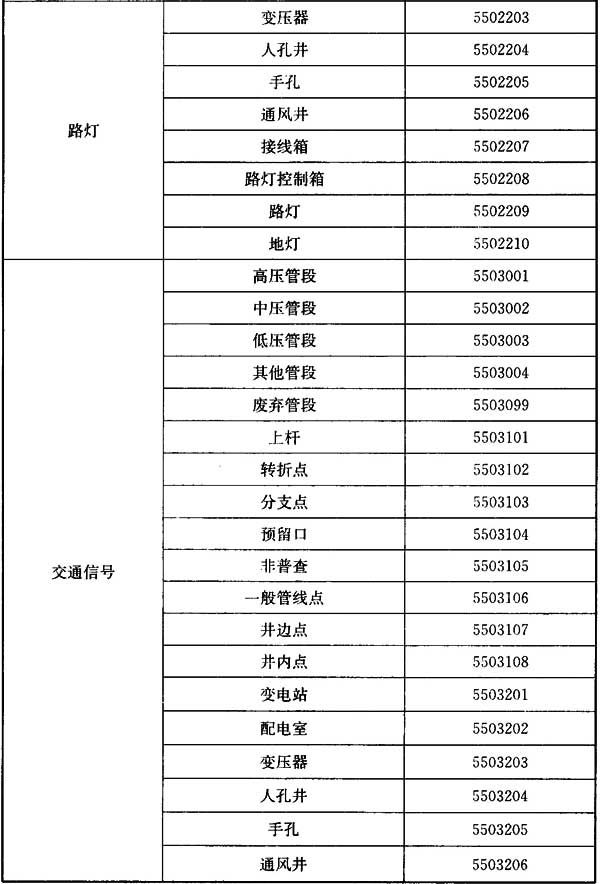 变压器 5502203
人孔井 5502204
手孔 5502205
通风井 5502206
路灯
接线箱 5502207
路灯控制箱 5502208
路灯 5502209
地灯 5502210
高压管段 5503001
中压管段 5503002
低压管段 5503003
其他管段 5503004
废弃管段 5503099
上杆 5503101
转折点 5503102
分支点 5503103
预留口 5503104
非普查 5503105
交通信号
一般管线点 5503106
井边点 5503107
井内点 5503108
变电站 5503201
配电室 5503202
变压器 5503203
人孔井 5503204
手孔 5503205
通风井 5503206